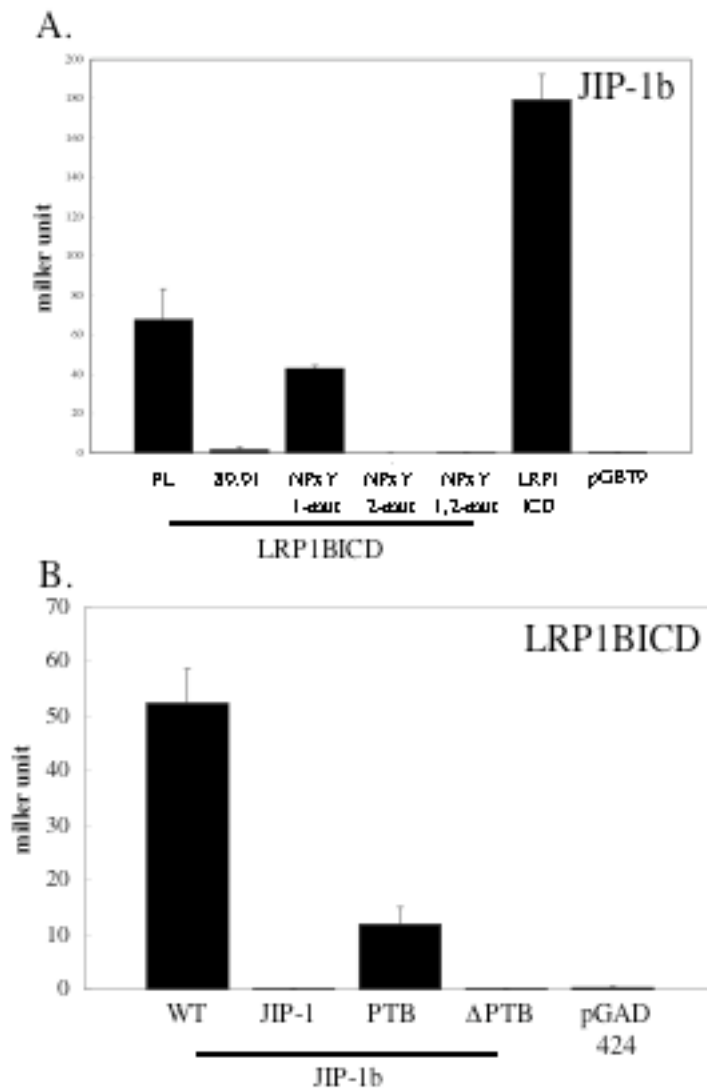 A.
JIP-1b
200
180
160
140
120
100
80
60
40
20
0
miller unit
FL NPxY NPxY NPxY LRP1 pGBT9
1-mut 2-mut 1,2-mut ICD
LRP1BICD
B.
LRP1BICD
70
60
50
40
30
20
10
0
miller unit
WT JIP-1 PTB ΔPTB pGAD
424
JIP-1b